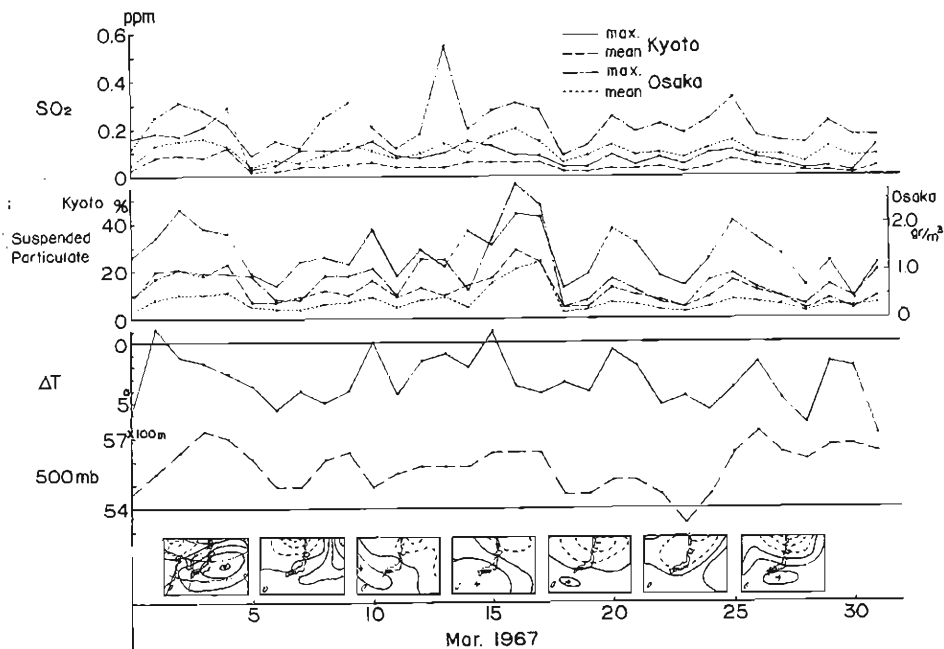 ppm
0.6
max.
mean
Kyoto
max.
mean
Osaka
0.4
SO₂
0.2
0
Kyoto %
Osaka
40
2.0
gr/m³
Suspended
Particulate
20
1.0
0
0
0
ΔT
5°
57 ×100m
500mb
54
5
10
15
20
25
30
Mar. 1967